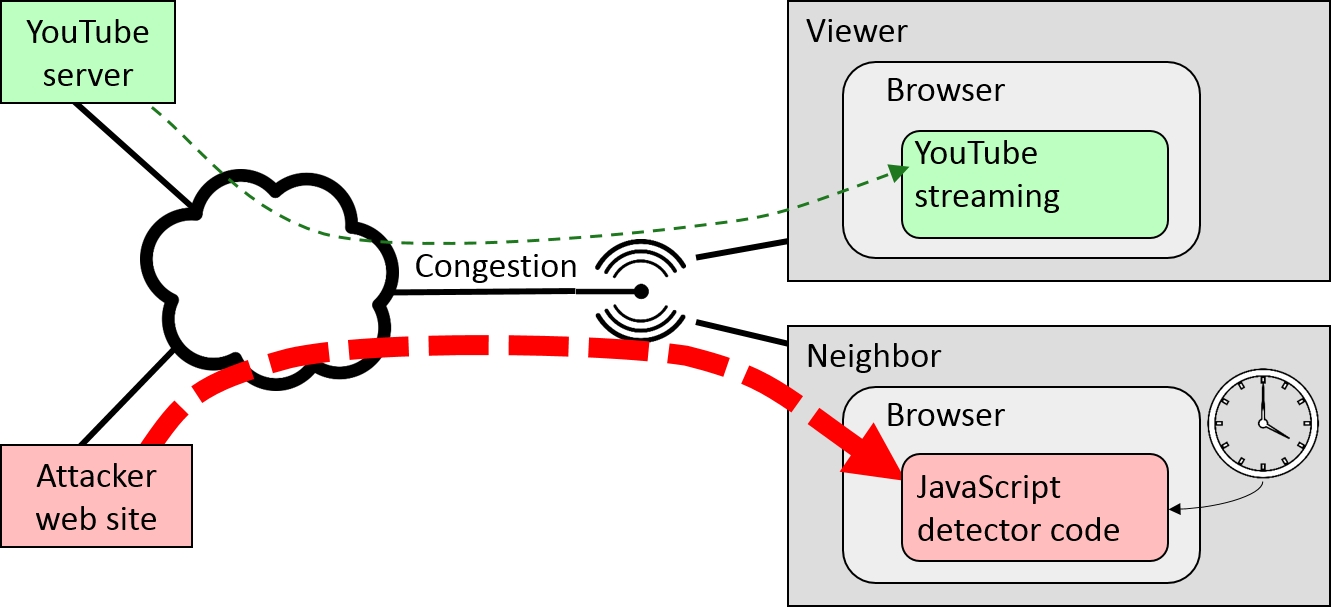 YouTube
server
Viewer
Browser
YouTube
streaming
Congestion
Neighbor
Browser
Attacker
web site
JavaScript
detector code